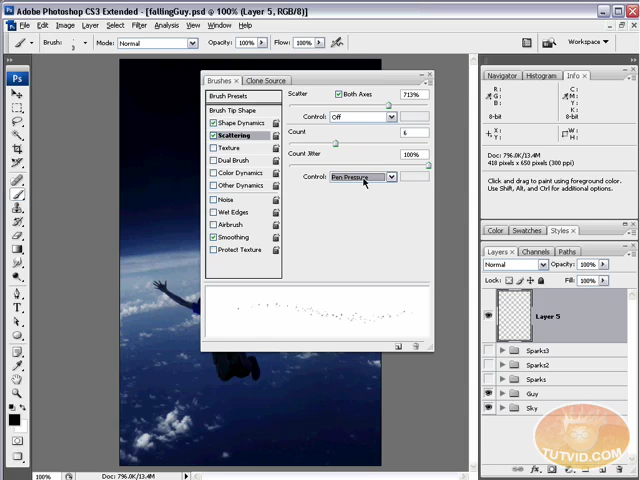 Adobe Photoshop CS3 Extended - [fallingGuy.psd @ 100% (Layer 5, RGB/8)]
File Edit Image Layer Select Filter Analysis View Window Help
Brush: 3 Mode: Normal Opacity: 100% Flow: 100% Workspace
Ps
Brushes × Clone Source
Brush Presets
Brush Tip Shape
Shape Dynamics
Scattering
Texture
Dual Brush
Color Dynamics
Other Dynamics
Noise
Wet Edges
Airbrush
Smoothing
Protect Texture
Scatter Both Axes 713%
Control: Off
Count 6
Count Jitter 100%
Control: Pen Pressure
Navigator Histogram Info ×
R:
G:
B:
8-bit
C:
M:
Y:
K:
8-bit
X:
Y:
W:
H:
Doc: 796.0K/13.4M
418 pixels x 650 pixels (300 ppi)
Click and drag to paint using foreground color.
Use Shift, Alt, and Ctrl for additional options.
Color Swatches Styles ×
Layers × Channels Paths
Normal Opacity: 100%
Lock: Fill: 100%
Layer 5
Sparks3
Sparks2
Sparks
Guy
Sky
TUTVID.COM
100% Doc: 796.0K/13.4M